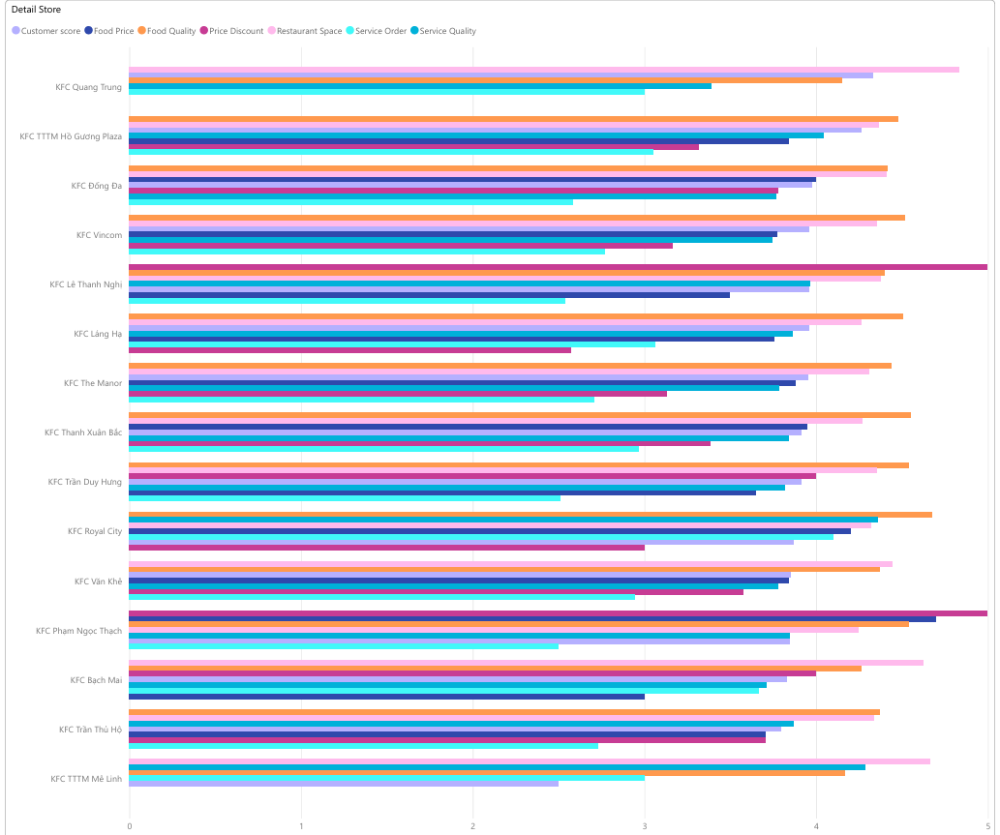 Detail Store
Customer score Food Price Food Quality Price Discount Restaurant Space Service Order Service Quality
KFC Quang Trung
KFC TTTM Hồ Gương Plaza
KFC Đống Đa
KFC Vincom
KFC Lê Thanh Nghị
KFC Láng Hạ
KFC The Manor
KFC Thanh Xuân Bắc
KFC Trần Duy Hưng
KFC Royal City
KFC Văn Khê
KFC Phạm Ngọc Thạch
KFC Bạch Mai
KFC Trần Thủ Hộ
KFC TTTM Mê Linh
0 1 2 3 4 5